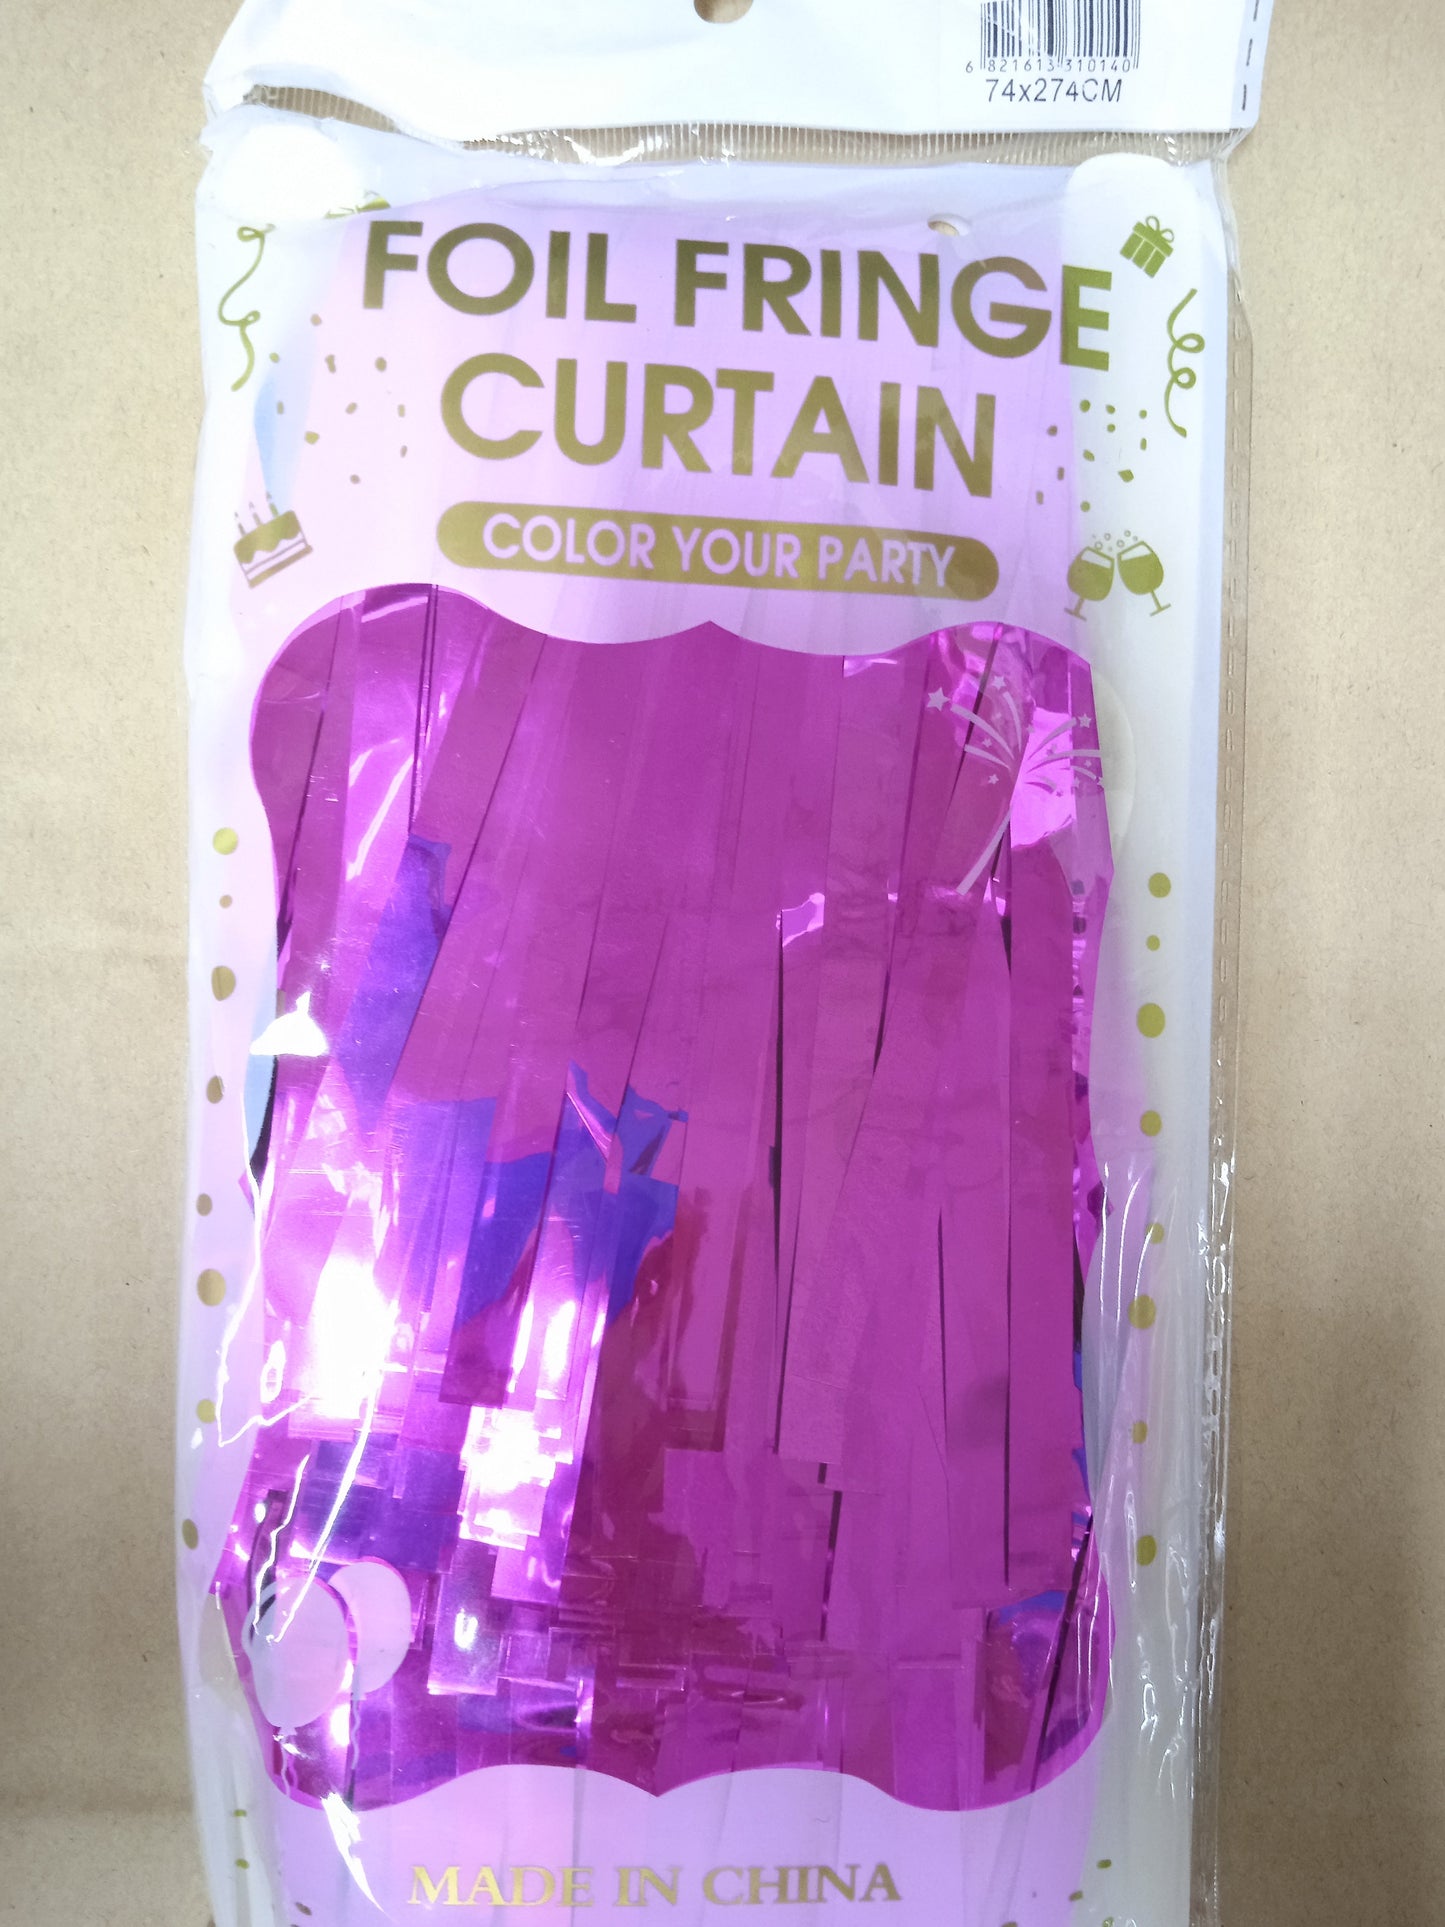 6 821613 310140
74x274CM
FOIL FRINGE
CURTAIN
COLOR YOUR PARTY
MADE IN CHINA